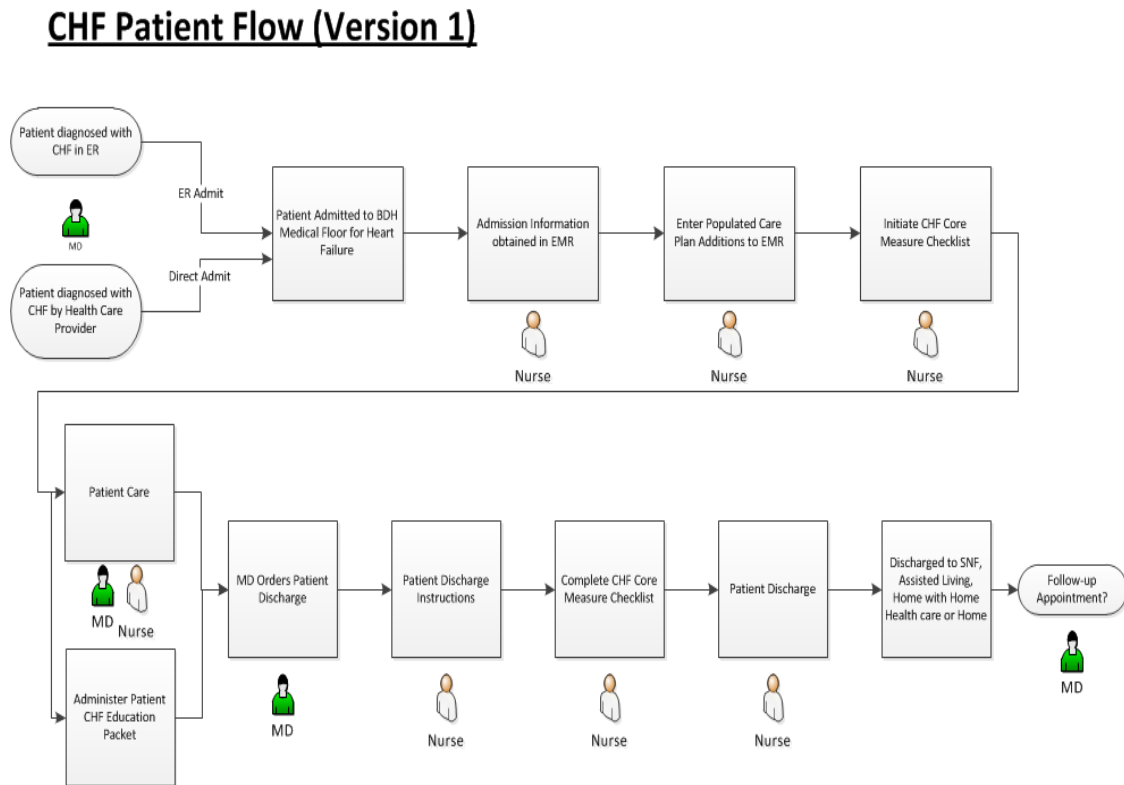 CHF Patient Flow (Version 1)
Patient diagnosed with
CHF in ER
MD
ER Admit
Patient diagnosed with
CHF by Health Care
Provider
Direct Admit
Patient Admitted to BDH
Medical Floor for Heart
Failure
Admission Information
obtained in EMR
Nurse
Enter Populated Care
Plan Additions to EMR
Nurse
Initiate CHF Core
Measure Checklist
Nurse
Patient Care
MD
Nurse
Administer Patient
CHF Education
Packet
MD Orders Patient
Discharge
MD
Patient Discharge
Instructions
Nurse
Complete CHF Core
Measure Checklist
Nurse
Patient Discharge
Nurse
Discharged to SNF,
Assisted Living,
Home with Home
Health care or Home
Follow-up
Appointment?
MD